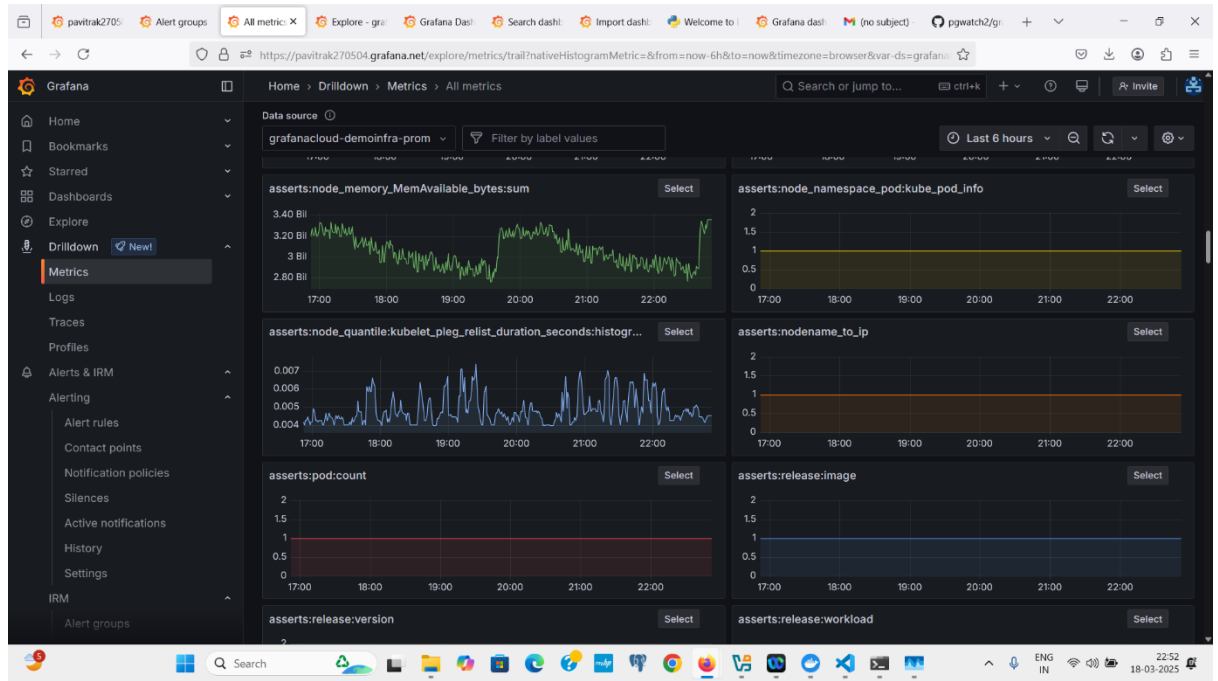 pavitrak2705
Alert groups
All metrics
Explore - gra
Grafana Dash
Search dashb
Import dashb
Welcome to
Grafana dash
(no subject) -
pgwatch2/gr
https://pavitrak270504.grafana.net/explore/metrics/trail?nativeHistogramMetric=&from=now-6h&to=now&timezone=browser&var-ds=grafana
Grafana
Home › Drilldown › Metrics › All metrics
Search or jump to...
ctrl+k
Invite
Home
Bookmarks
Starred
Dashboards
Explore
Drilldown
New!
Metrics
Logs
Traces
Profiles
Alerts & IRM
Alerting
Alert rules
Contact points
Notification policies
Silences
Active notifications
History
Settings
IRM
Alert groups
Data source
grafanacloud-demoinfra-prom
Filter by label values
Last 6 hours
asserts:node_memory_MemAvailable_bytes:sum
Select
3.40 Bil
3.20 Bil
3 Bil
2.80 Bil
17:00 18:00 19:00 20:00 21:00 22:00
asserts:node_namespace_pod:kube_pod_info
Select
2
1.5
1
0.5
0
17:00 18:00 19:00 20:00 21:00 22:00
asserts:node_quantile:kubelet_pleg_relist_duration_seconds:histogr...
Select
0.007
0.006
0.005
0.004
17:00 18:00 19:00 20:00 21:00 22:00
asserts:nodename_to_ip
Select
2
1.5
1
0.5
0
17:00 18:00 19:00 20:00 21:00 22:00
asserts:pod:count
Select
2
1.5
1
0.5
0
17:00 18:00 19:00 20:00 21:00 22:00
asserts:release:image
Select
2
1.5
1
0.5
0
17:00 18:00 19:00 20:00 21:00 22:00
asserts:release:version
Select
asserts:release:workload
Select
5
Search
ENG
IN
22:52
18-03-2025